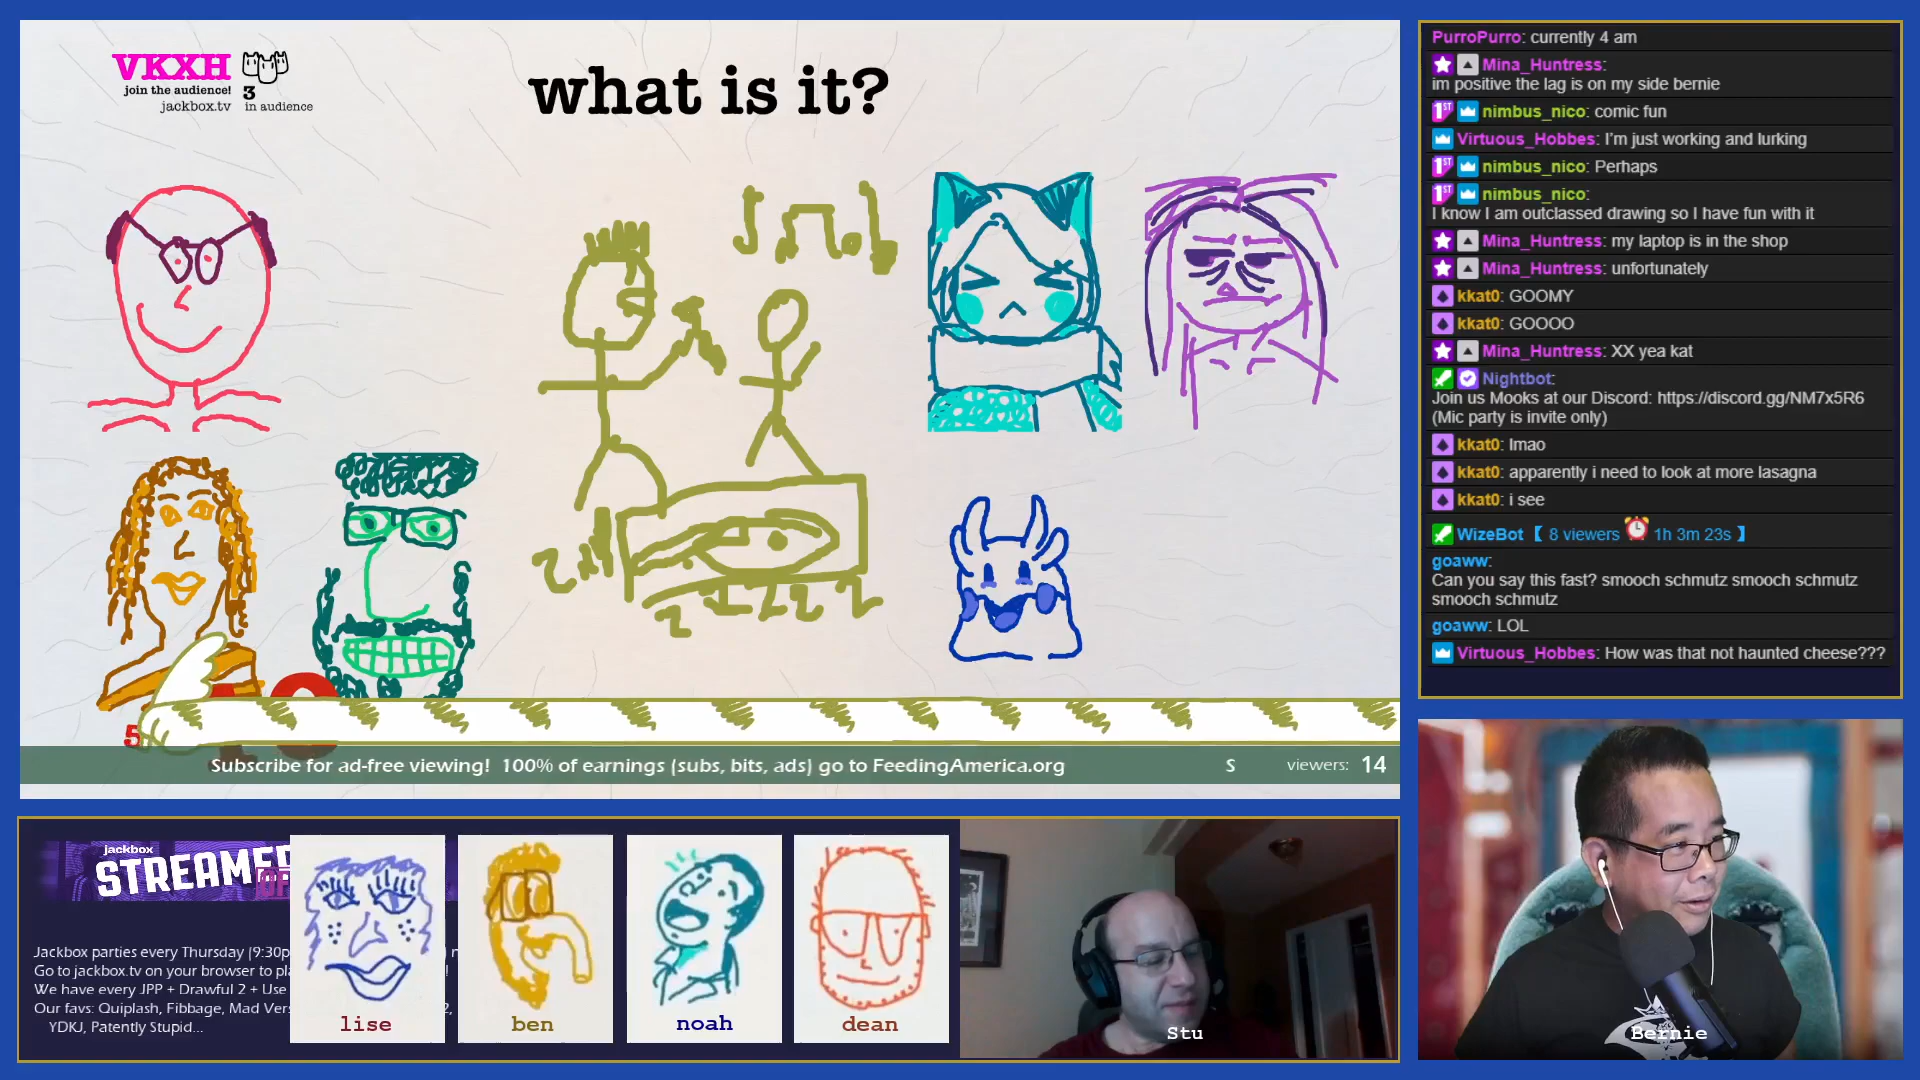 VKXH
join the audience!
jackbox.tv
3
in audience
what is it?
5
Subscribe for ad-free viewing! 100% of earnings (subs, bits, ads) go to FeedingAmerica.org
S
viewers: 14
PurroPurro: currently 4 am
Mina_Huntress:
im positive the lag is on my side bernie
1ST nimbus_nico: comic fun
Virtuous_Hobbes: I'm just working and lurking
1ST nimbus_nico: Perhaps
1ST nimbus_nico:
I know I am outclassed drawing so I have fun with it
Mina_Huntress: my laptop is in the shop
Mina_Huntress: unfortunately
kkat0: GOOMY
kkat0: GOOOO
Mina_Huntress: XX yea kat
Nightbot:
Join us Mooks at our Discord: https://discord.gg/NM7x5R6
(Mic party is invite only)
kkat0: lmao
kkat0: apparently i need to look at more lasagna
kkat0: i see
WizeBot 【 8 viewers 1h 3m 23s 】
goaww:
Can you say this fast? smooch schmutz smooch schmutz
smooch schmutz
goaww: LOL
Virtuous_Hobbes: How was that not haunted cheese???
jackbox
STREAMER
Jackbox parties every Thursday (9:30p
Go to jackbox.tv on your browser to pl
We have every JPP + Drawful 2 + Use
Our favs: Quiplash, Fibbage, Mad Ver
YDKJ, Patently Stupid...
lise
ben
noah
dean
Stu
Bernie